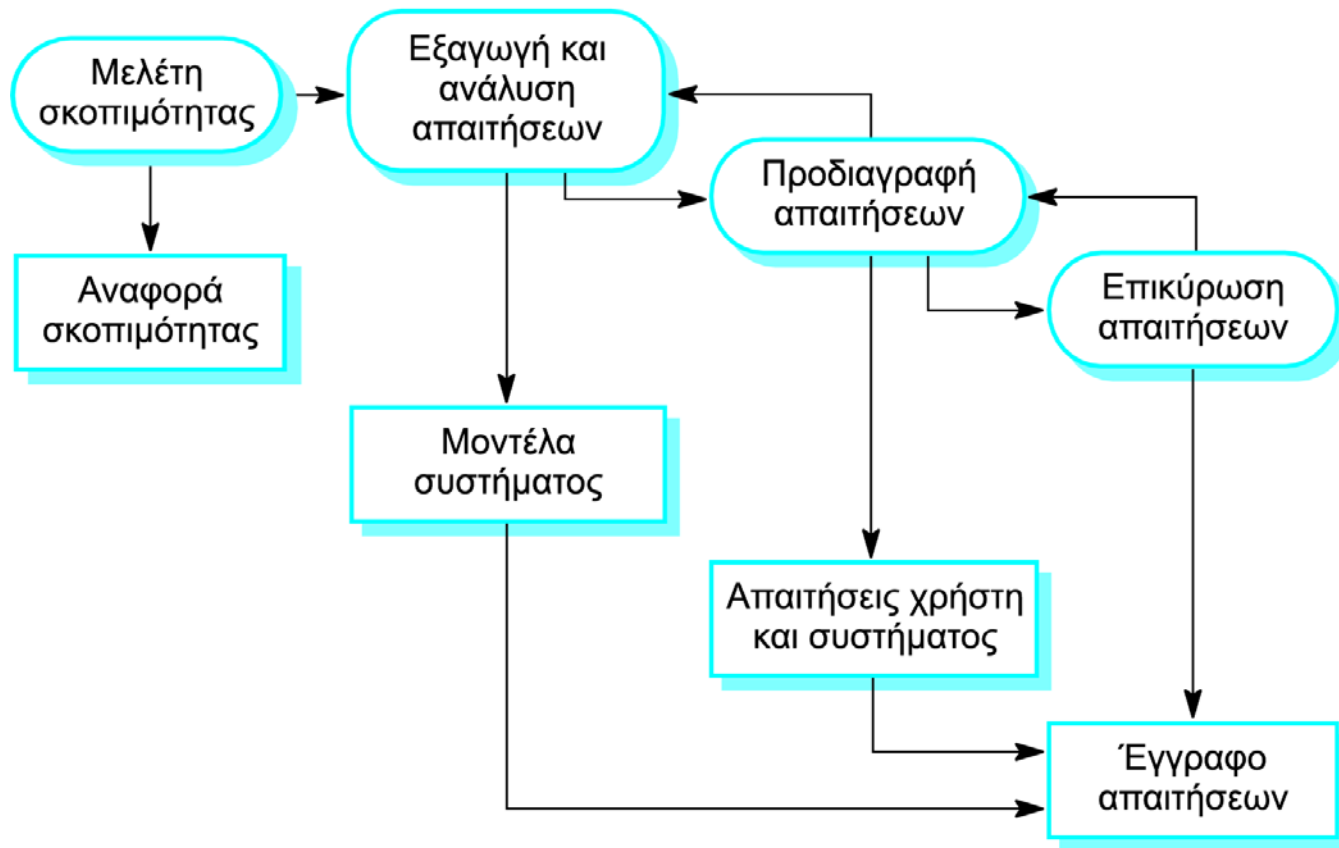 Μελέτη
σκοπιμότητας
Εξαγωγή και
ανάλυση
απαιτήσεων
Προδιαγραφή
απαιτήσεων
Επικύρωση
απαιτήσεων
Αναφορά
σκοπιμότητας
Μοντέλα
συστήματος
Απαιτήσεις χρήστη
και συστήματος
Έγγραφο
απαιτήσεων